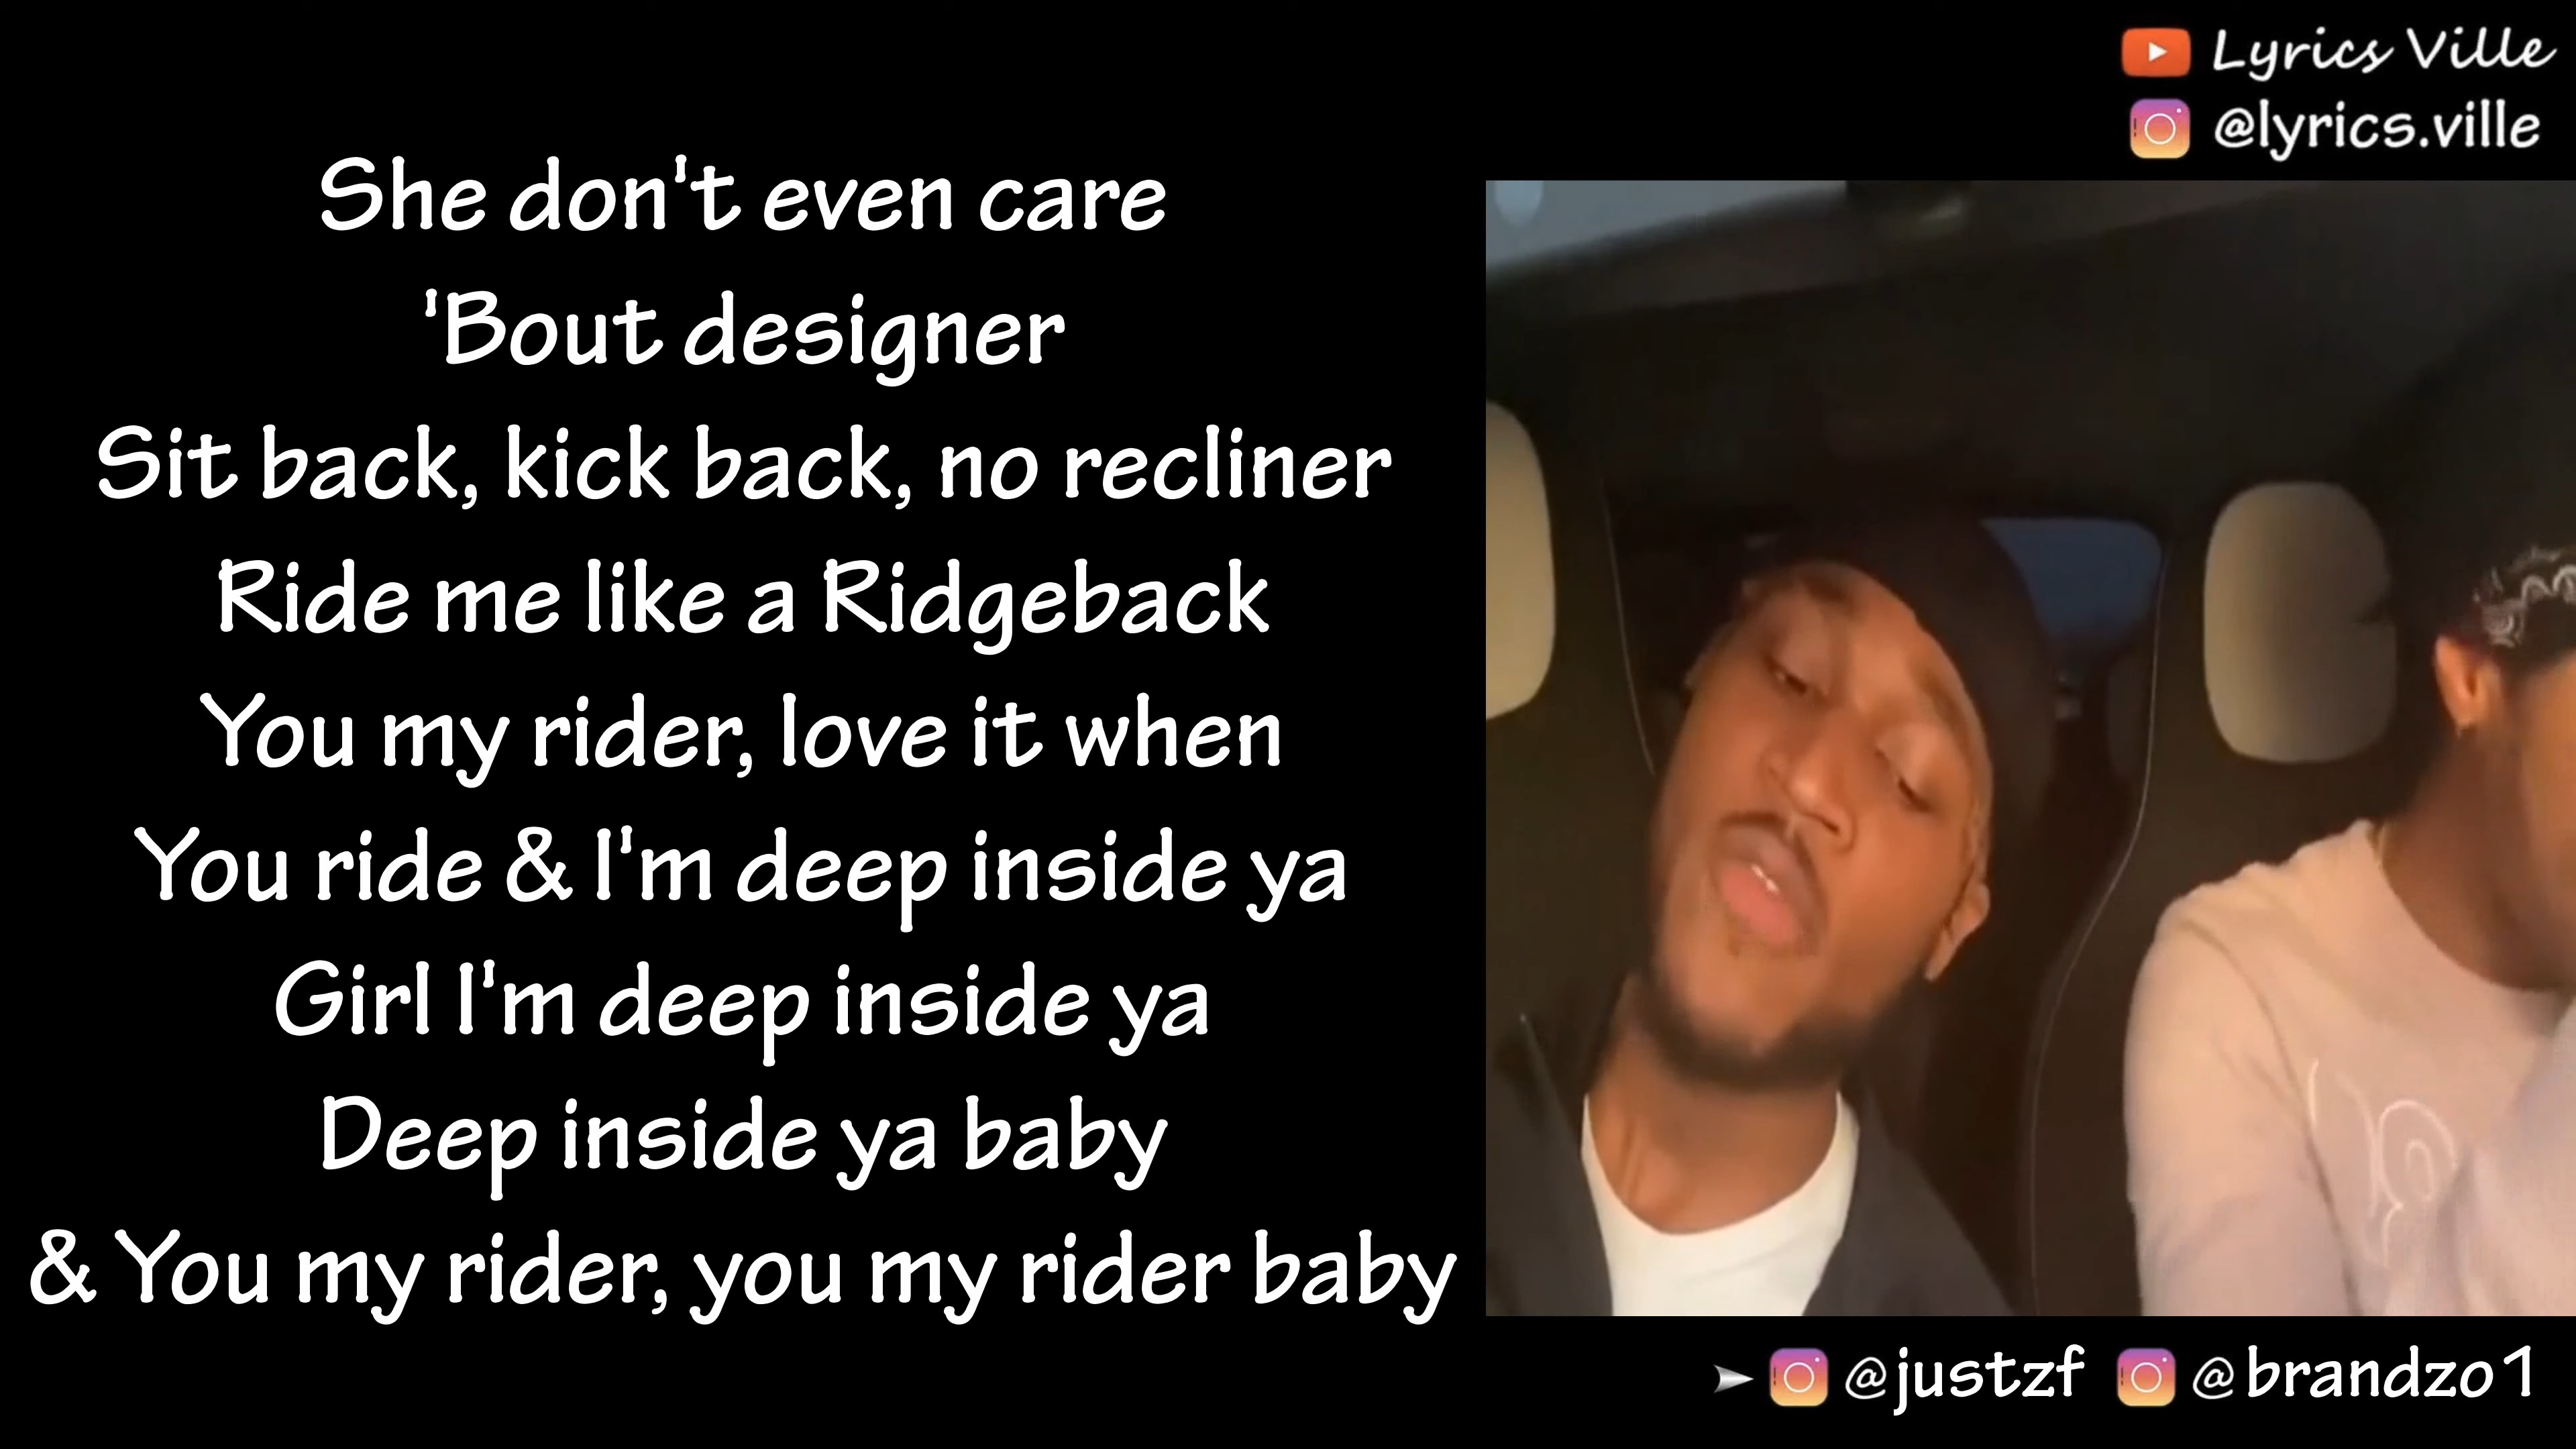 Lyrics Ville
@lyrics.ville
She don't even care
'Bout designer
Sit back, kick back, no recliner
Ride me like a Ridgeback
You my rider, love it when
You ride & I'm deep inside ya
Girl I'm deep inside ya
Deep inside ya baby
& You my rider, you my rider baby
@justzf @brandzo1